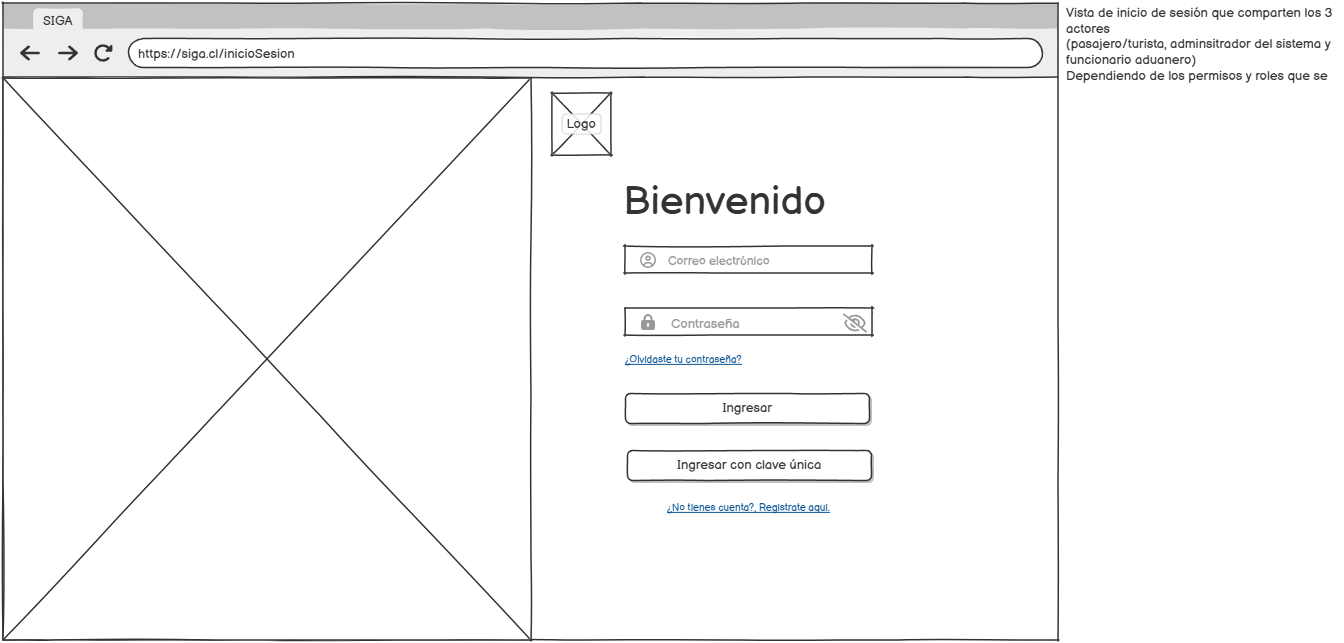 SIGA
https://siga.cl/inicioSesion
Vista de inicio de sesión que comparten los 3
actores
(pasajero/turista, adminsitrador del sistema y
funcionario aduanero)
Dependiendo de los permisos y roles que se
Logo
Bienvenido
Correo electrónico
Contraseña
¿Olvidaste tu contraseña?
Ingresar
Ingresar con clave única
¿No tienes cuenta?, Registrate aqui.